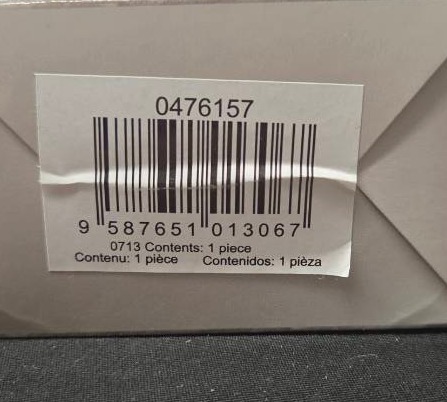 0476157
9 587651 013067
0713 Contents: 1 piece
Contenu: 1 pièce Contenidos: 1 pièza